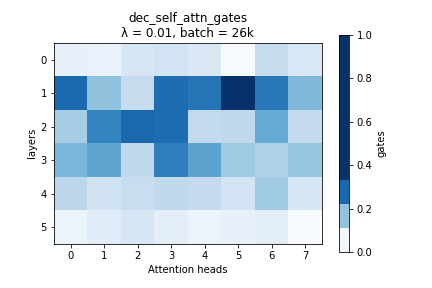 dec_self_attn_gates
λ = 0.01, batch = 26k
layers
0
1
2
3
4
5
0 1 2 3 4 5 6 7
Attention heads
1.0
0.8
0.6
0.4
0.2
0.0
gates